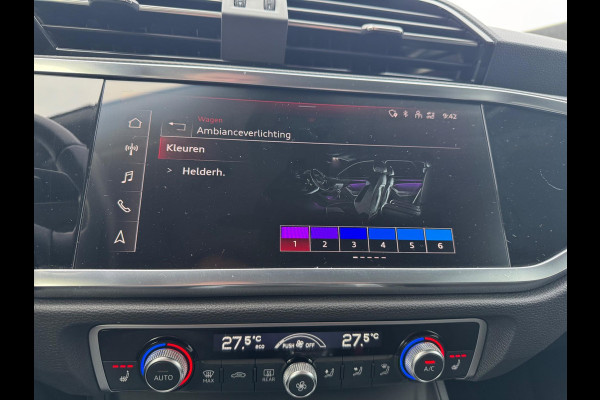 9:42
Wagen
Ambianceverlichting
Kleuren
> Helderh.
1 2 3 4 5 6
27.5°C eco PUSH OFF 27.5°C
AUTO MAX REAR A/C